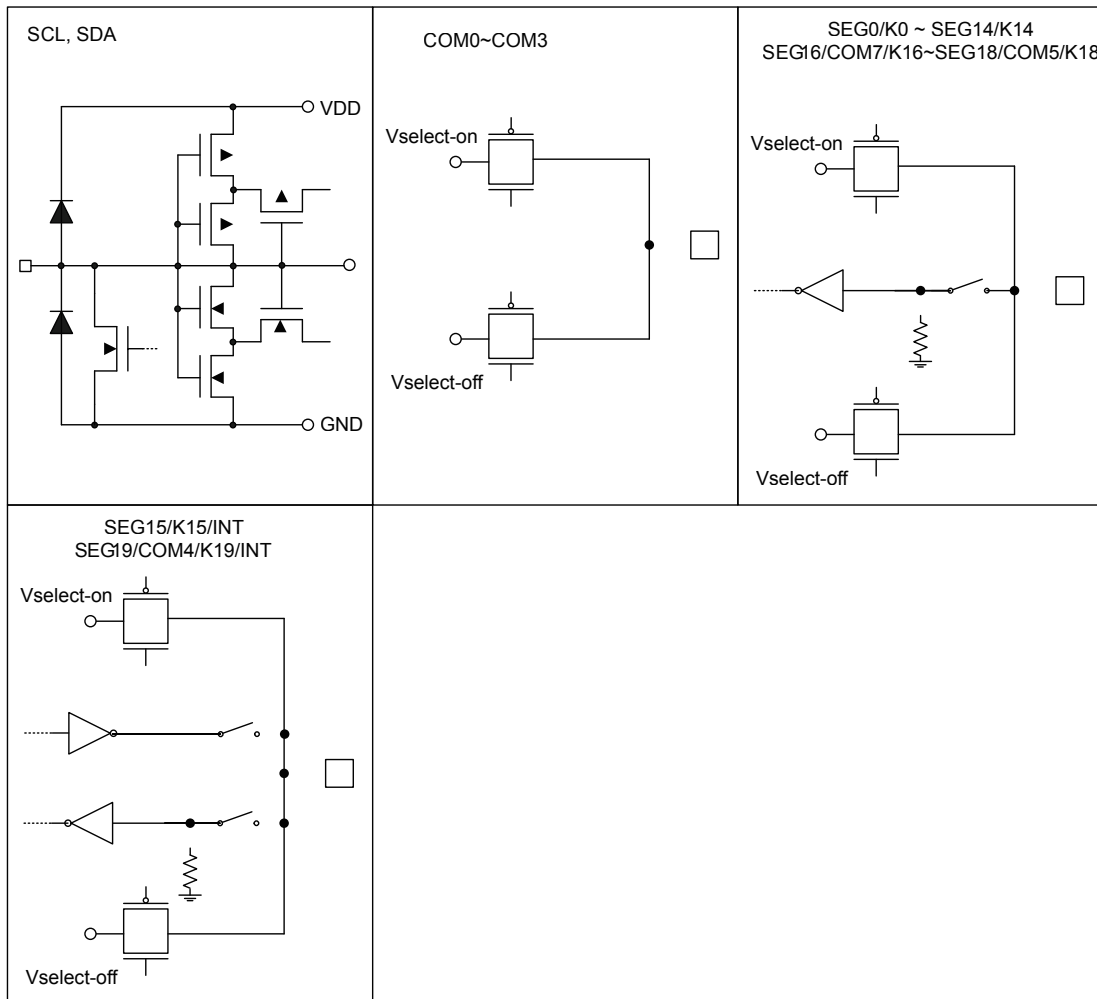 SCL, SDA
VDD
GND
COM0~COM3
Vselect-on
Vselect-off
SEG0/K0 ~ SEG14/K14
SEG16/COM7/K16~SEG18/COM5/K18
Vselect-on
Vselect-off
SEG15/K15/INT
SEG19/COM4/K19/INT
Vselect-on
Vselect-off